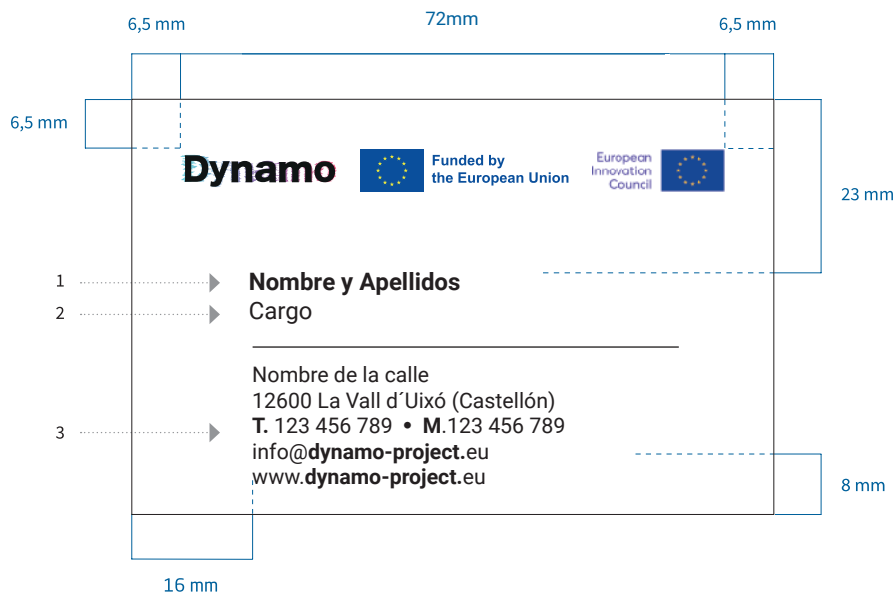 6,5 mm
72mm
6,5 mm
6,5 mm
Dynamo
Funded by
the European Union
European
Innovation
Council
23 mm
1
Nombre y Apellidos
2
Cargo
Nombre de la calle
12600 La Vall d´Uixó (Castellón)
3
T. 123 456 789 • M.123 456 789
info@dynamo-project.eu
www.dynamo-project.eu
8 mm
16 mm